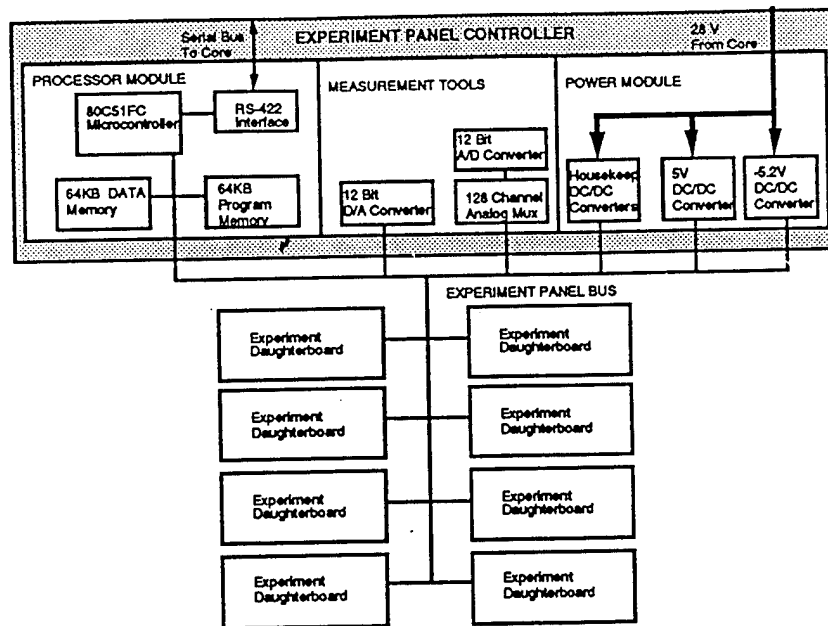 Serial Bus
To Core
EXPERIMENT PANEL CONTROLLER
28 V
From Core
PROCESSOR MODULE
80C51FC
Microcontroller
RS-422
Interface
64KB DATA
Memory
64KB
Program
Memory
MEASUREMENT TOOLS
12 Bit
A/D Converter
12 Bit
D/A Converter
128 Channel
Analog Mux
POWER MODULE
Housekeep
DC/DC
Converters
5V
DC/DC
Converter
-5.2V
DC/DC
Converter
EXPERIMENT PANEL BUS
Experiment
Daughterboard
Experiment
Daughterboard
Experiment
Daughterboard
Experiment
Daughterboard
Experiment
Daughterboard
Experiment
Daughterboard
Experiment
Daughterboard
Experiment
Daughterboard